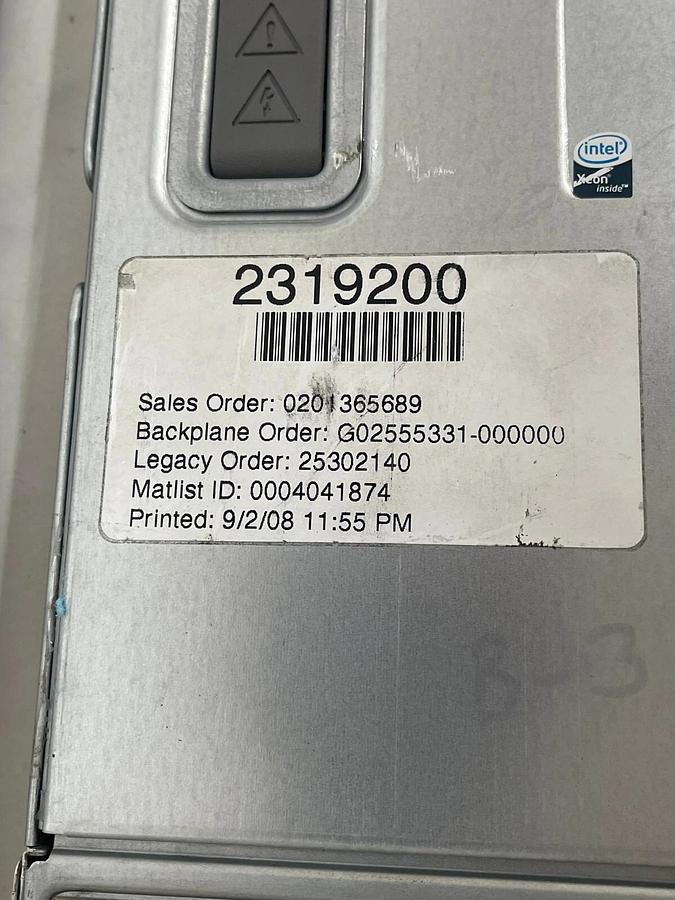 intel
Xeon
inside™
2319200
Sales Order: 0201365689
Backplane Order: G02555331-000000
Legacy Order: 25302140
Matlist ID: 0004041874
Printed: 9/2/08 11:55 PM